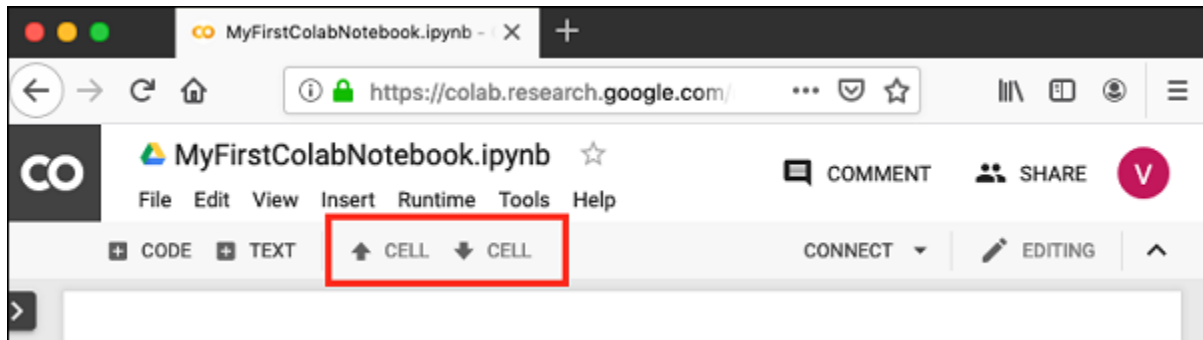 CO MyFirstColabNotebook.ipynb - 
https://colab.research.google.com/
CO MyFirstColabNotebook.ipynb
COMMENT SHARE V
File Edit View Insert Runtime Tools Help
CODE TEXT CELL CELL CONNECT EDITING